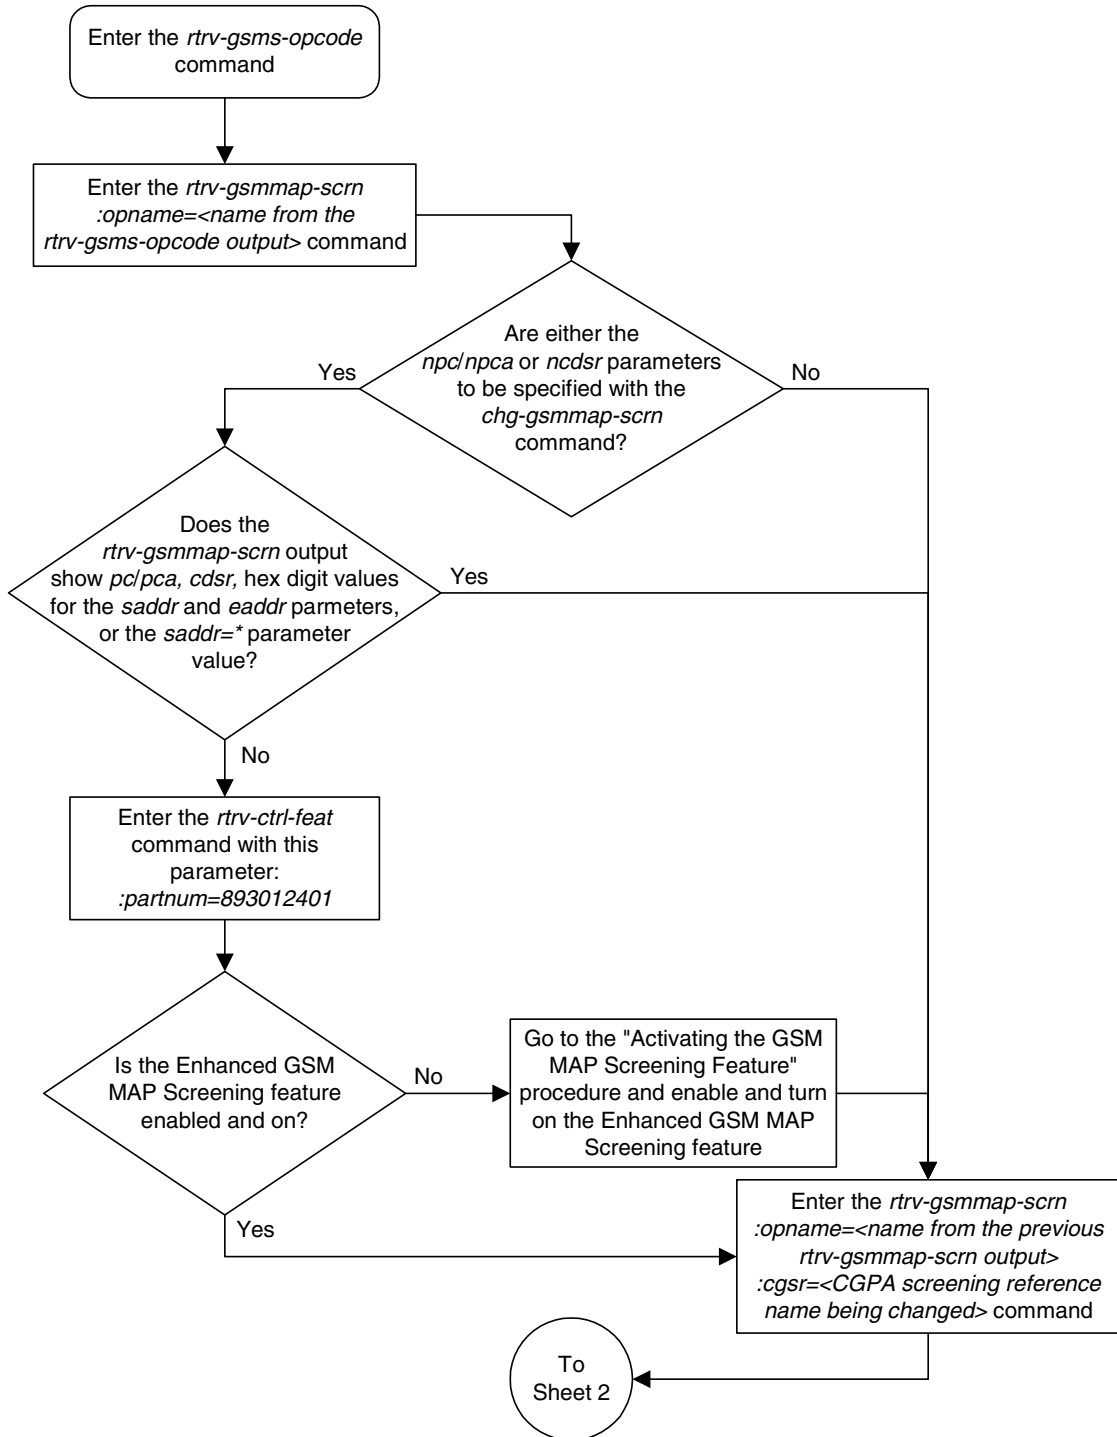 Enter the rtrv-gsms-opcode
command
Enter the rtrv-gsmmap-scrn
:opname=<name from the
rtrv-gsms-opcode output> command
Are either the
npc/npca or ncdsr parameters
to be specified with the
chg-gsmmap-scrn
command?
Yes
No
Does the
rtrv-gsmmap-scrn output
show pc/pca, cdsr, hex digit values
for the saddr and eaddr parmeters,
or the saddr=* parameter
value?
Yes
No
Enter the rtrv-ctrl-feat
command with this
parameter:
:partnum=893012401
Is the Enhanced GSM
MAP Screening feature
enabled and on?
No
Yes
Go to the "Activating the GSM
MAP Screening Feature"
procedure and enable and turn
on the Enhanced GSM MAP
Screening feature
Enter the rtrv-gsmmap-scrn
:opname=<name from the previous
rtrv-gsmmap-scrn output>
:cgsr=<CGPA screening reference
name being changed> command
To
Sheet 2